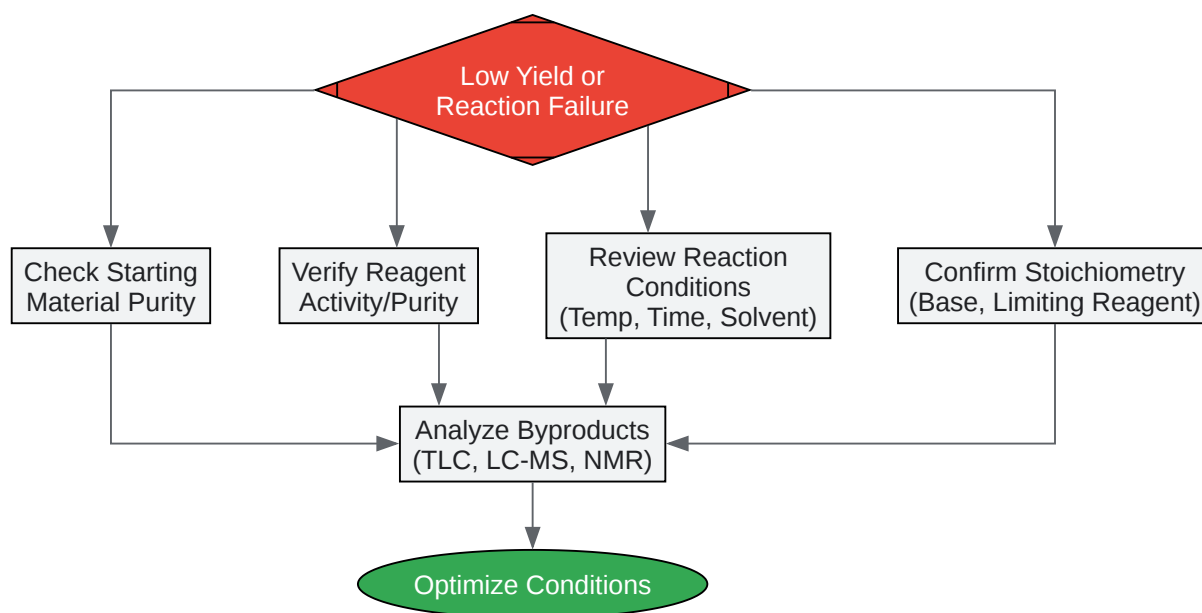 Low Yield or
Reaction Failure
Check Starting
Material Purity
Verify Reagent
Activity/Purity
Review Reaction
Conditions
(Temp, Time, Solvent)
Confirm Stoichiometry
(Base, Limiting Reagent)
Analyze Byproducts
(TLC, LC-MS, NMR)
Optimize Conditions